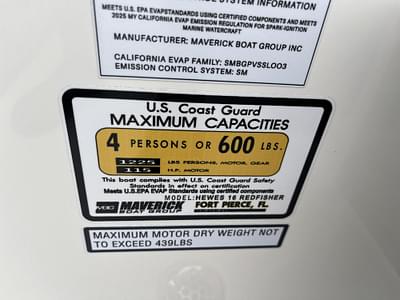 SYSTEM INFORMATION
MEETS U.S. EPA EVAPSTANDARDS USING CERTIFIED COMPONENTS AND MEETS
2025 MY CALIFORNIA EVAP EMISSION REGULATION FOR SPARK-IGNITION
MARINE WATERCRAFT
MANUFACTURER: MAVERICK BOAT GROUP INC
CALIFORNIA EVAP FAMILY: SMBGPVSSLOO3
EMISSION CONTROL SYSTEM: SM
U.S. Coast Guard
MAXIMUM CAPACITIES
4 PERSONS OR 600 LBS.
1225 LBS PERSONS, MOTOR, GEAR
115 H.P. MOTOR
This boat complies with U.S. Coast Guard Safety
Standards in effect on certification
Meets U.S.EPA EVAP Standards using certified components
MODEL: HEWES 16 REDFISHER
MBG MAVERICK BOAT GROUP FORT PIERCE, FL
MAXIMUM MOTOR DRY WEIGHT NOT
TO EXCEED 439LBS